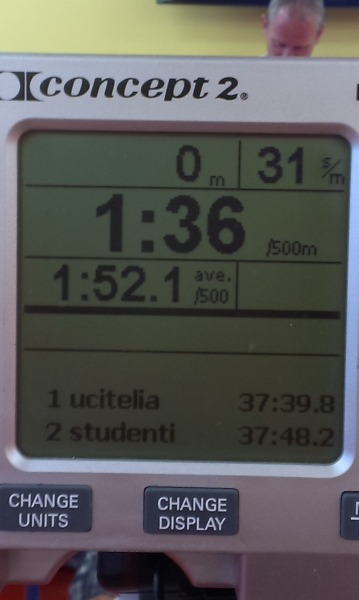 concept 2®
0 m 31 s/m
1:36 /500m
1:52.1 ave. /500
1 ucitelia 37:39.8
2 studenti 37:48.2
CHANGE UNITS
CHANGE DISPLAY